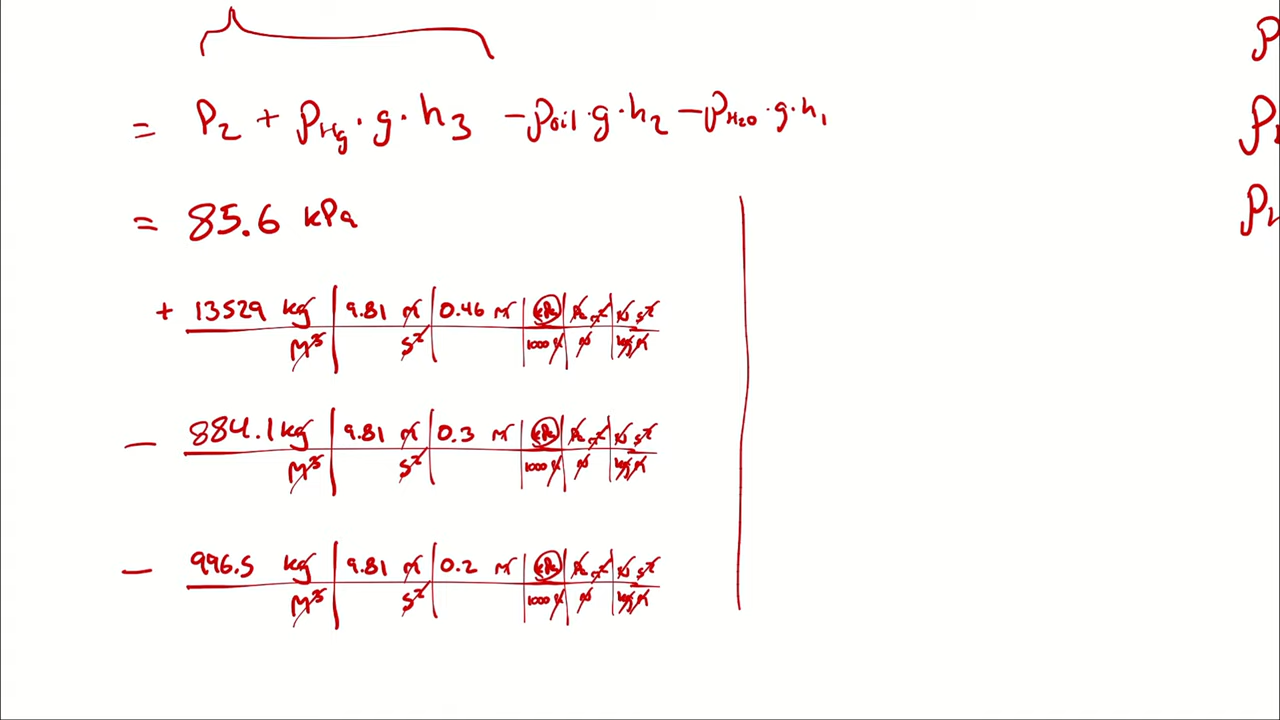 = P₂ + ρHg · g · h₃ − ρoil · g · h₂ − ρH₂O · g · h₁
= 85.6 kPa
+ 13529 kg | 9.81 m | 0.46 m | kPa | Pa m² | N s²
m³ | s² | | 1000 Pa | N | kg m
− 884.1 kg | 9.81 m | 0.3 m | kPa | Pa m² | N s²
m³ | s² | | 1000 Pa | N | kg m
− 996.5 kg | 9.81 m | 0.2 m | kPa | Pa m² | N s²
m³ | s² | | 1000 Pa | N | kg m
ρ
ρ
ρ